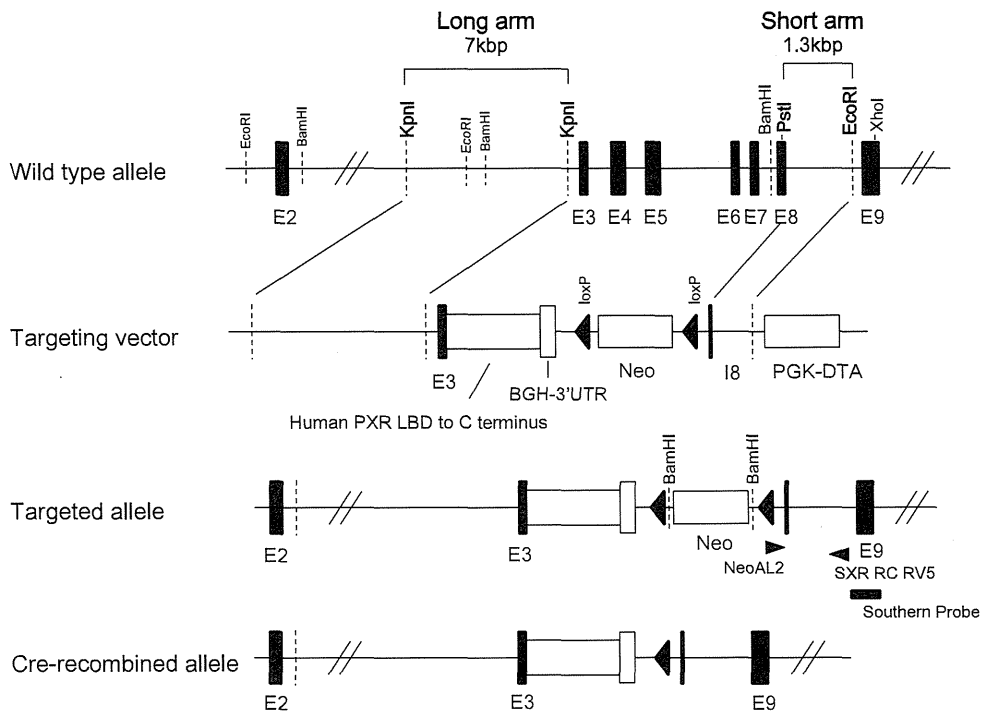 Long arm
7kbp
Short arm
1.3kbp
EcoRI
BamHI
KpnI
EcoRI
BamHI
KpnI
BamHI
PstI
EcoRI
XhoI
Wild type allele
E2
E3
E4
E5
E6
E7
E8
E9
loxP
loxP
Targeting vector
E3
BGH-3'UTR
Neo
I8
PGK-DTA
Human PXR LBD to C terminus
BamHI
BamHI
Targeted allele
E2
E3
Neo
E9
NeoAL2
SXR RC RV5
Southern Probe
Cre-recombined allele
E2
E3
E9